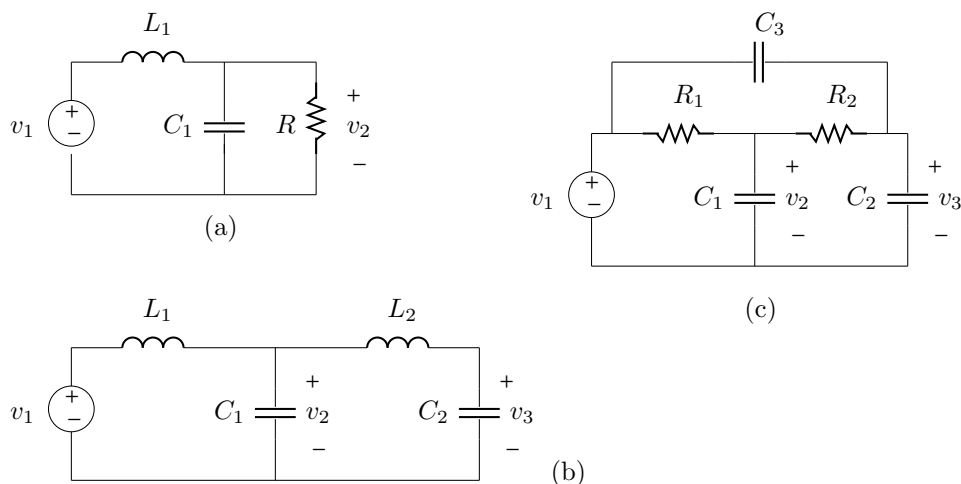 L₁
v₁ + − C₁ R + v₂ −
(a)
C₃
R₁ R₂
v₁ + − C₁ + v₂ − C₂ + v₃ −
(c)
L₁ L₂
v₁ + − C₁ + v₂ − C₂ + v₃ −
(b)